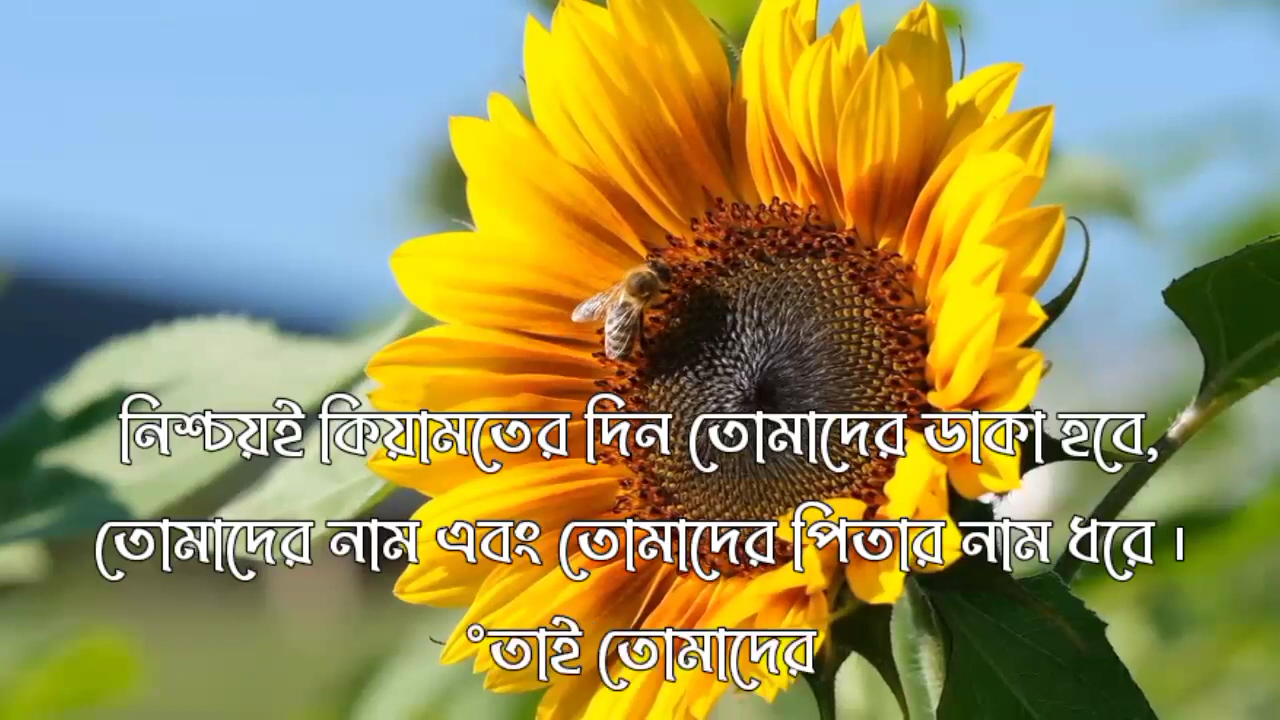 নিশ্চয়ই কিয়ামতের দিন তোমাদের ডাকা হবে,
তোমাদের নাম এবং তোমাদের পিতার নাম ধরে ।
°তাই তোমাদের